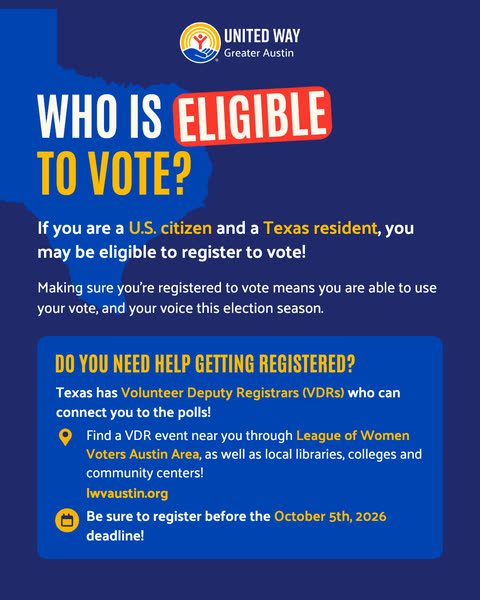 UNITED WAY
Greater Austin
WHO IS ELIGIBLE
TO VOTE?
If you are a U.S. citizen and a Texas resident, you
may be eligible to register to vote!
Making sure you're registered to vote means you are able to use
your vote, and your voice this election season.
DO YOU NEED HELP GETTING REGISTERED?
Texas has Volunteer Deputy Registrars (VDRs) who can
connect you to the polls!
Find a VDR event near you through League of Women
Voters Austin Area, as well as local libraries, colleges and
community centers!
lwvaustin.org
Be sure to register before the October 5th, 2026
deadline!